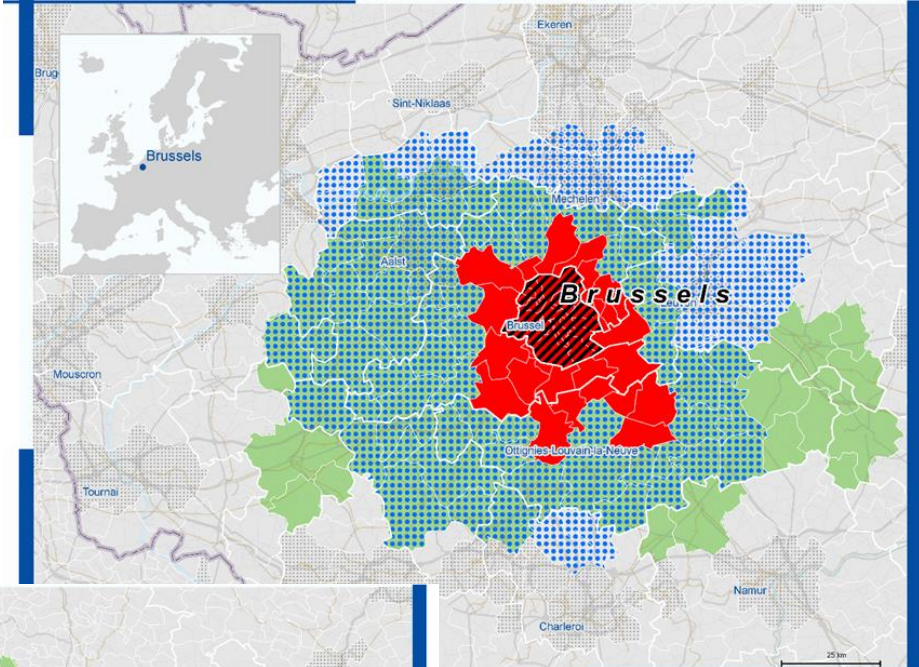 Ekeren
Brug
Sint-Niklaas
Brussels
Mechelen
Aalst
Brussels
Leuven
Brussel
Mouscron
Ottignies-Louvain-la-Neuve
Tournai
Namur
Charleroi
25 km